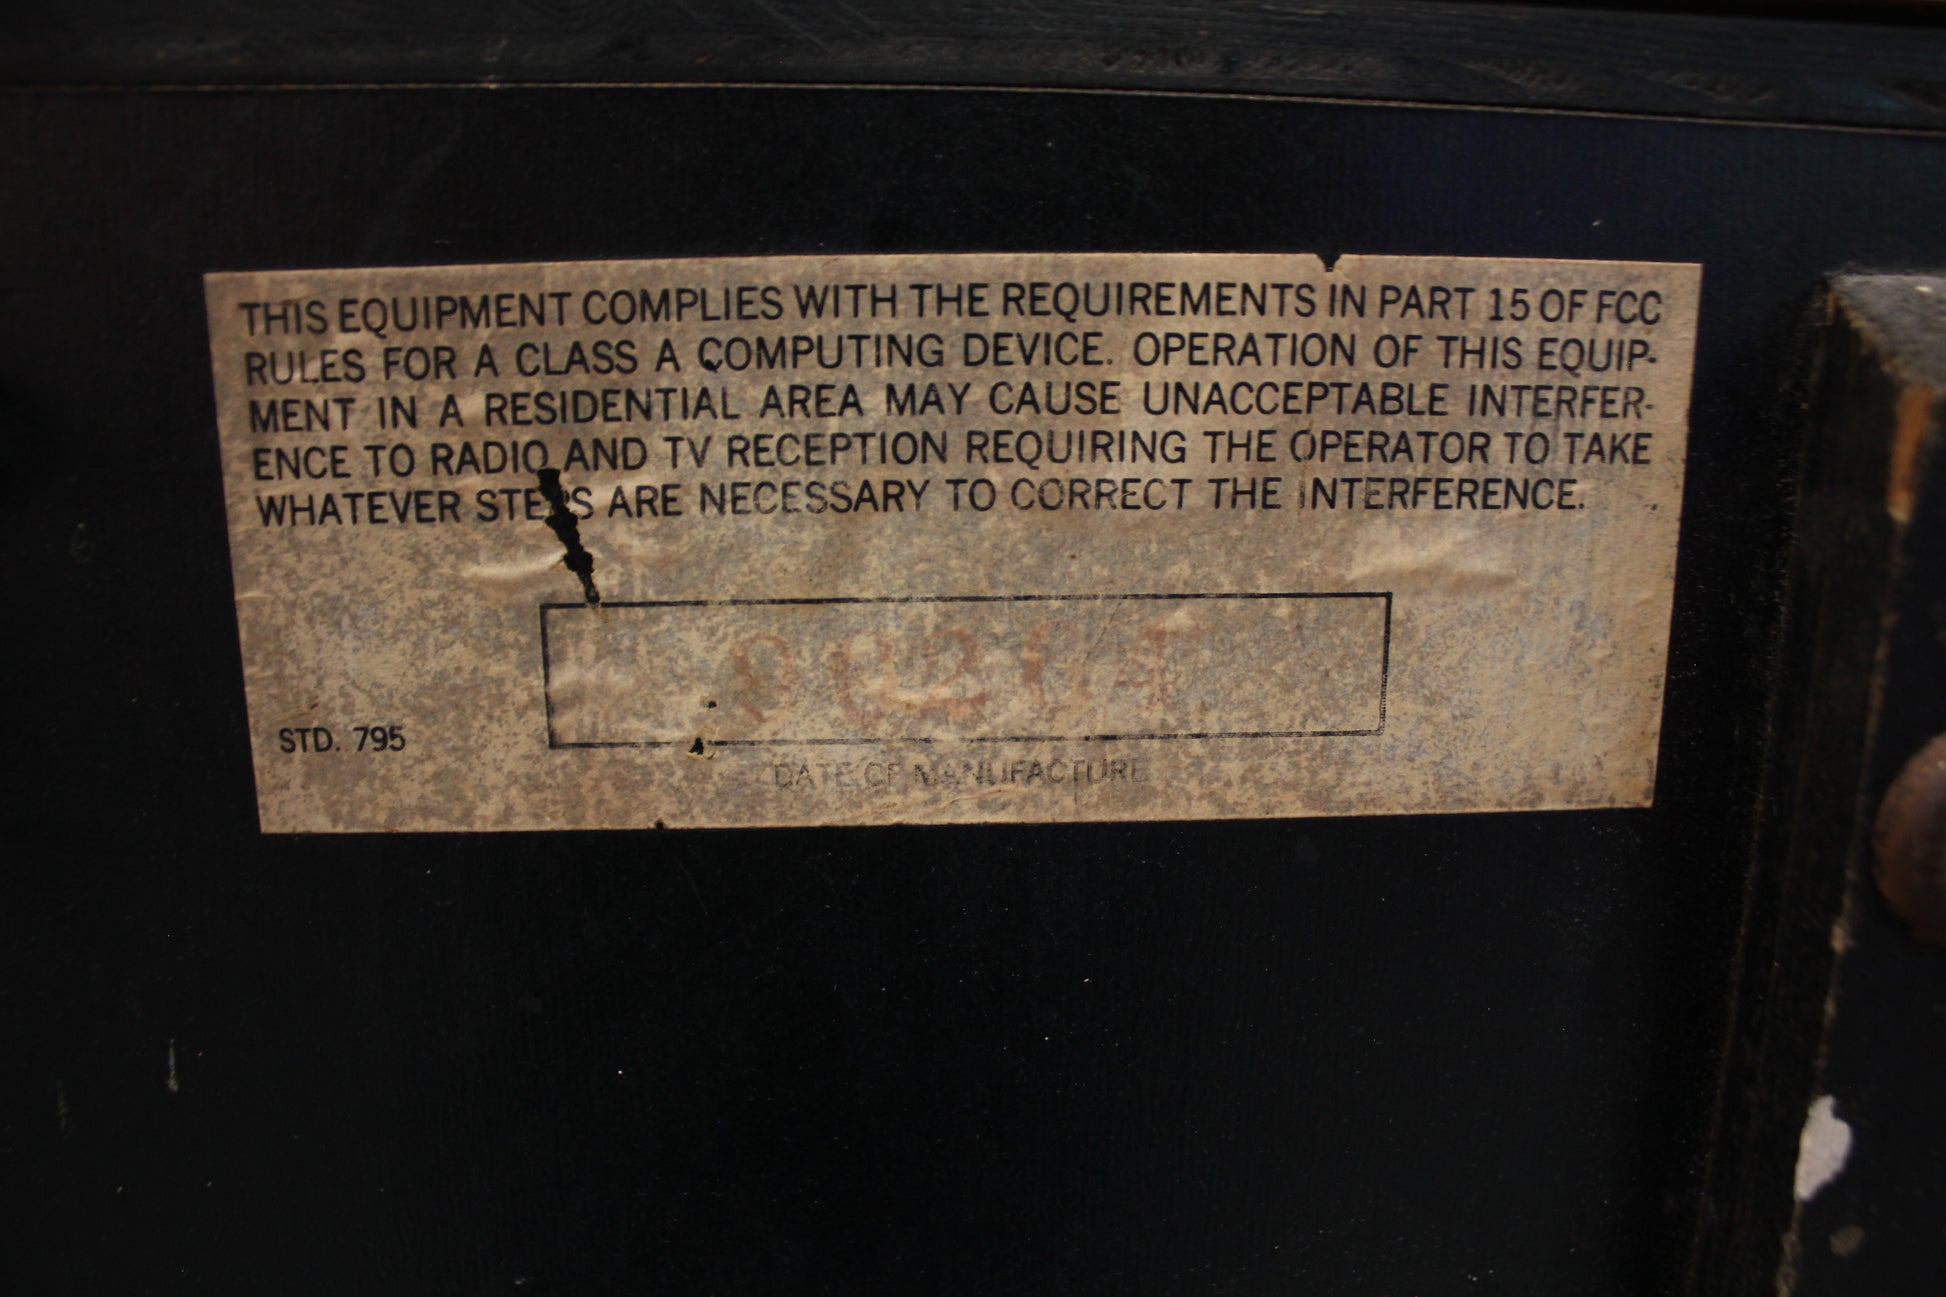 THIS EQUIPMENT COMPLIES WITH THE REQUIREMENTS IN PART 15 OF FCC
RULES FOR A CLASS A COMPUTING DEVICE. OPERATION OF THIS EQUIP-
MENT IN A RESIDENTIAL AREA MAY CAUSE UNACCEPTABLE INTERFER-
ENCE TO RADIO AND TV RECEPTION REQUIRING THE OPERATOR TO TAKE
WHATEVER STEPS ARE NECESSARY TO CORRECT THE INTERFERENCE.
STD. 795
DATE OF MANUFACTURE